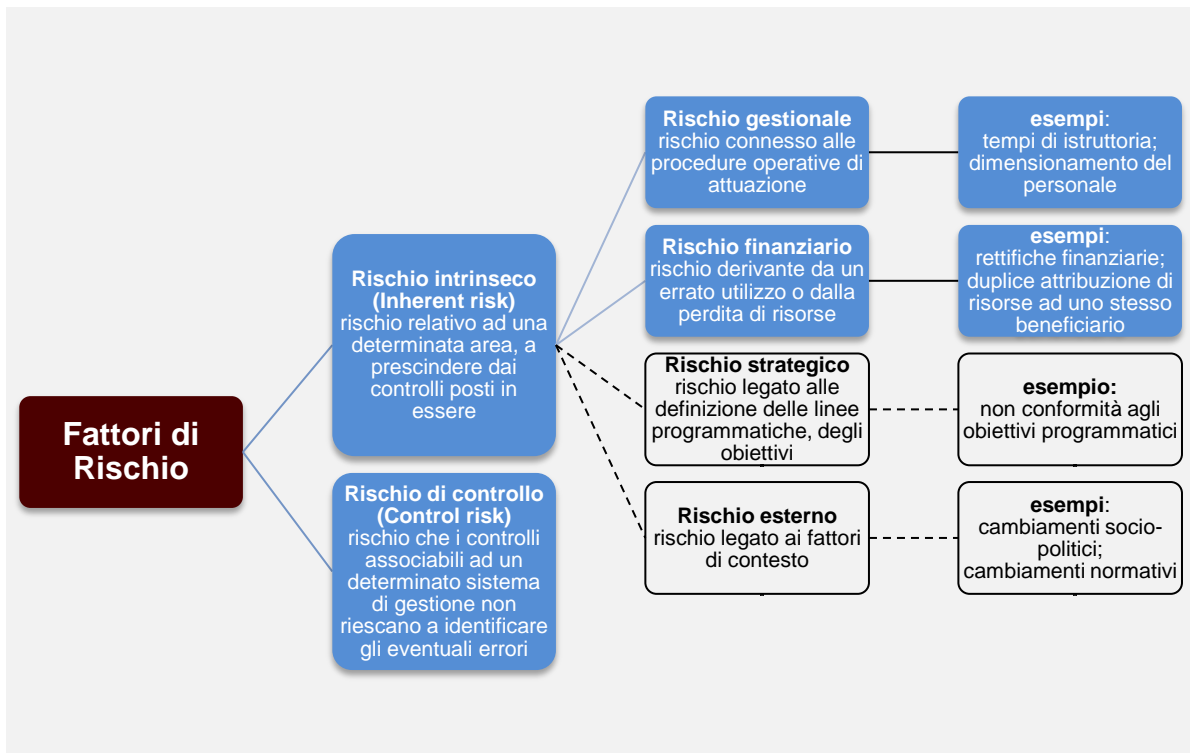 Fattori di
Rischio
Rischio intrinseco
(Inherent risk)
rischio relativo ad una
determinata area, a
prescindere dai
controlli posti in
essere
Rischio di controllo
(Control risk)
rischio che i controlli
associabili ad un
determinato sistema
di gestione non
riescano a identificare
gli eventuali errori
Rischio gestionale
rischio connesso alle
procedure operative di
attuazione
esempi:
tempi di istruttoria;
dimensionamento del
personale
Rischio finanziario
rischio derivante da un
errato utilizzo o dalla
perdita di risorse
esempi:
rettifiche finanziarie;
duplice attribuzione di
risorse ad uno stesso
beneficiario
Rischio strategico
rischio legato alle
definizione delle linee
programmatiche, degli
obiettivi
esempio:
non conformità agli
obiettivi programmatici
Rischio esterno
rischio legato ai fattori
di contesto
esempi:
cambiamenti socio-
politici;
cambiamenti normativi